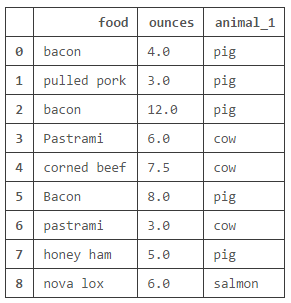 food ounces animal_1
0 bacon 4.0 pig
1 pulled pork 3.0 pig
2 bacon 12.0 pig
3 Pastrami 6.0 cow
4 corned beef 7.5 cow
5 Bacon 8.0 pig
6 pastrami 3.0 cow
7 honey ham 5.0 pig
8 nova lox 6.0 salmon